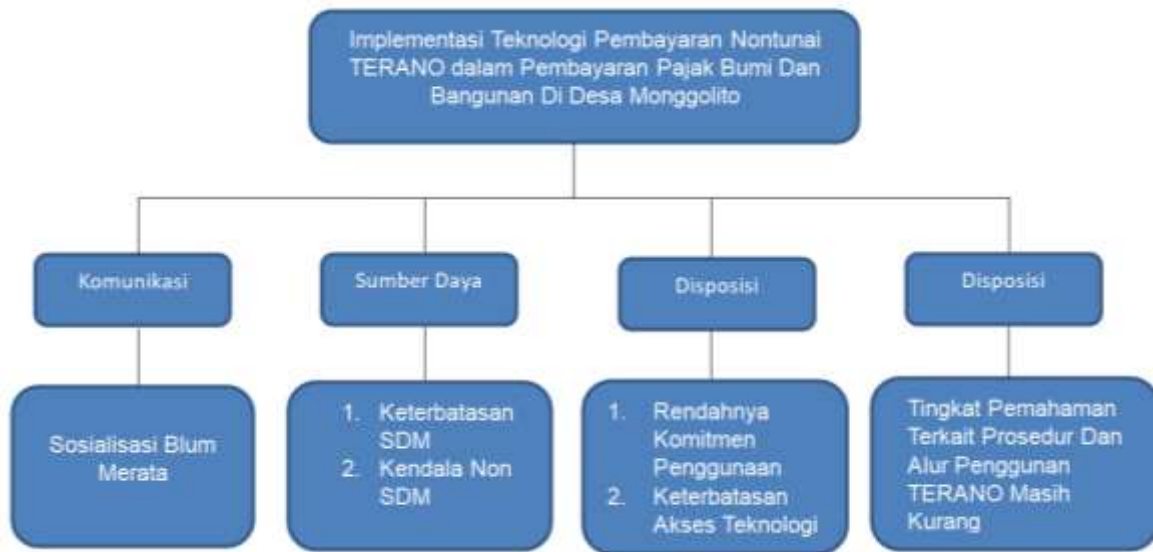 Implementasi Teknologi Pembayaran Nontunai
TERANO dalam Pembayaran Pajak Bumi Dan
Bangunan Di Desa Monggolito
Komunikasi
Sumber Daya
Disposisi
Disposisi
Sosialisasi Blum
Merata
1. Keterbatasan
SDM
2. Kendala Non
SDM
1. Rendahnya
Komitmen
Penggunaan
2. Keterbatasan
Akses Teknologi
Tingkat Pemahaman
Terkait Prosedur Dan
Alur Penggunan
TERANO Masih
Kurang